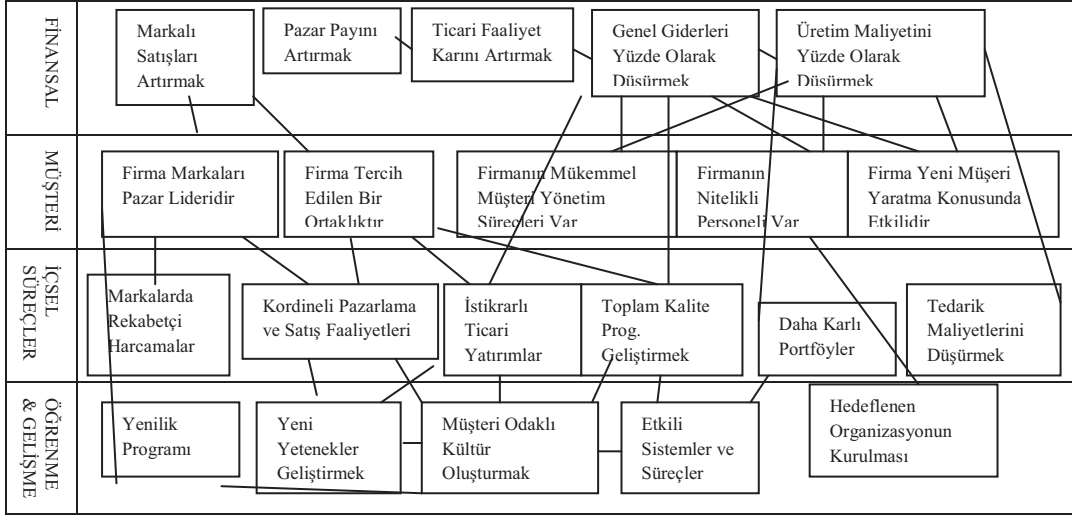 FİNANSAL
Markalı
Satışları
Artırmak
Pazar Payını
Artırmak
Ticari Faaliyet
Karını Artırmak
Genel Giderleri
Yüzde Olarak
Düşürmek
Üretim Maliyetini
Yüzde Olarak
Düşürmek
MÜŞTERİ
Firma Markaları
Pazar Lideridir
Firma Tercih
Edilen Bir
Ortaklıktır
Firmanın Mükemmel
Müşteri Yönetim
Süreçleri Var
Firmanın
Nitelikli
Personeli Var
Firma Yeni Müşeri
Yaratma Konusunda
Etkilidir
İÇSEL
SÜREÇLER
Markalarda
Rekabetçi
Harcamalar
Kordineli Pazarlama
ve Satış Faaliyetleri
İstikrarlı
Ticari
Yatırımlar
Toplam Kalite
Prog.
Geliştirmek
Daha Karlı
Portföyler
Tedarik
Maliyetlerini
Düşürmek
ÖĞRENME
& GELİŞME
Yenilik
Programı
Yeni
Yetenekler
Geliştirmek
Müşteri Odaklı
Kültür
Oluşturmak
Etkili
Sistemler ve
Süreçler
Hedeflenen
Organizasyonun
Kurulması